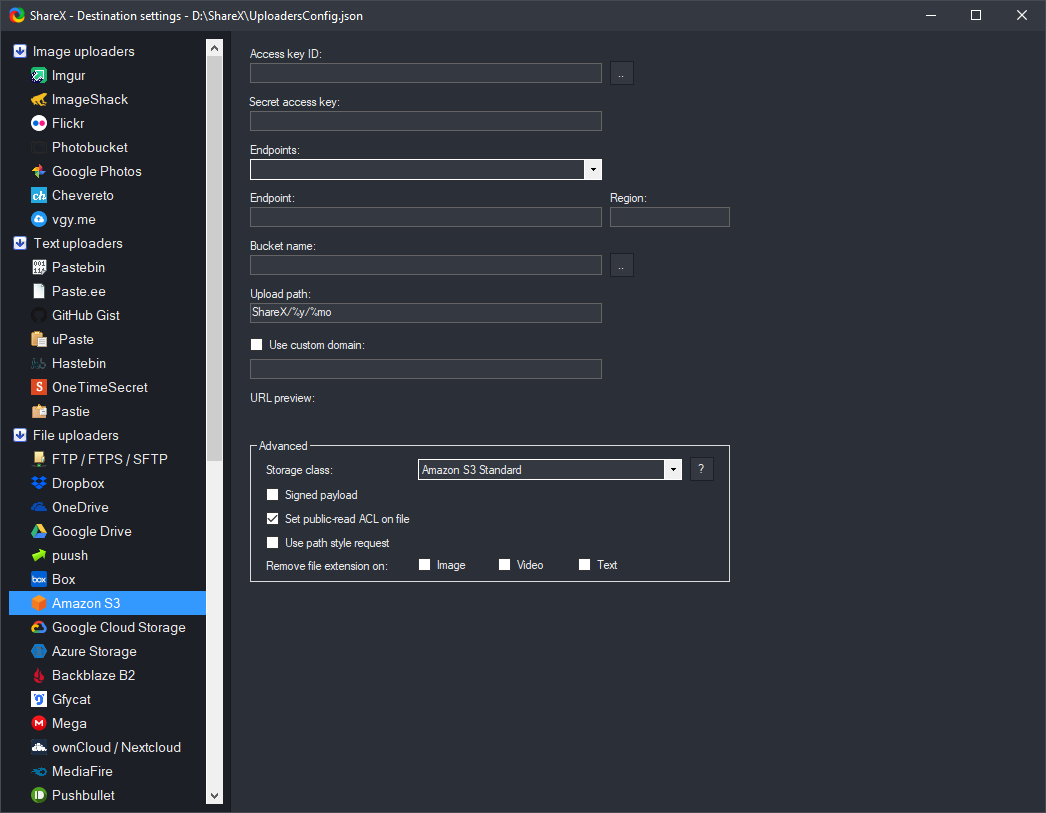 ShareX - Destination settings - D:\ShareX\UploadersConfig.json
Image uploaders
Imgur
ImageShack
Flickr
Photobucket
Google Photos
ch Chevereto
vgy.me
Text uploaders
Pastebin
Paste.ee
GitHub Gist
uPaste
Hastebin
S OneTimeSecret
Pastie
File uploaders
FTP / FTPS / SFTP
Dropbox
OneDrive
Google Drive
puush
box Box
Amazon S3
Google Cloud Storage
Azure Storage
Backblaze B2
Gfycat
M Mega
ownCloud / Nextcloud
MediaFire
Pushbullet
Access key ID:
..
Secret access key:
Endpoints:
Endpoint: Region:
Bucket name:
..
Upload path:
ShareX/%y/%mo
Use custom domain:
URL preview:
Advanced
Storage class: Amazon S3 Standard ?
Signed payload
Set public-read ACL on file
Use path style request
Remove file extension on: Image Video Text